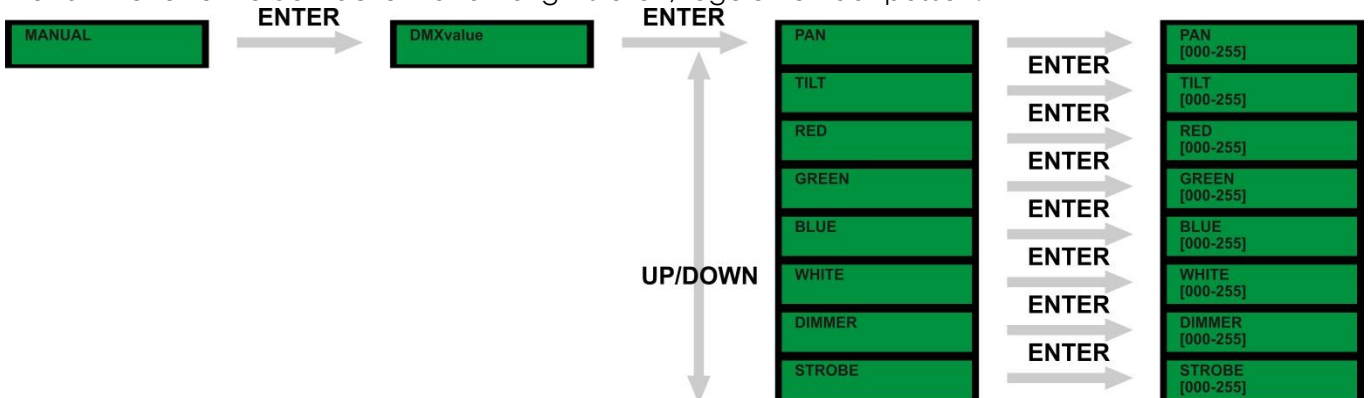 ENTER ENTER
MANUAL DMXvalue PAN PAN
[000-255]
ENTER
TILT TILT
[000-255]
ENTER
RED RED
[000-255]
ENTER
GREEN GREEN
[000-255]
ENTER
BLUE BLUE
[000-255]
ENTER
UP/DOWN WHITE WHITE
[000-255]
ENTER
DIMMER DIMMER
[000-255]
ENTER
STROBE STROBE
[000-255]